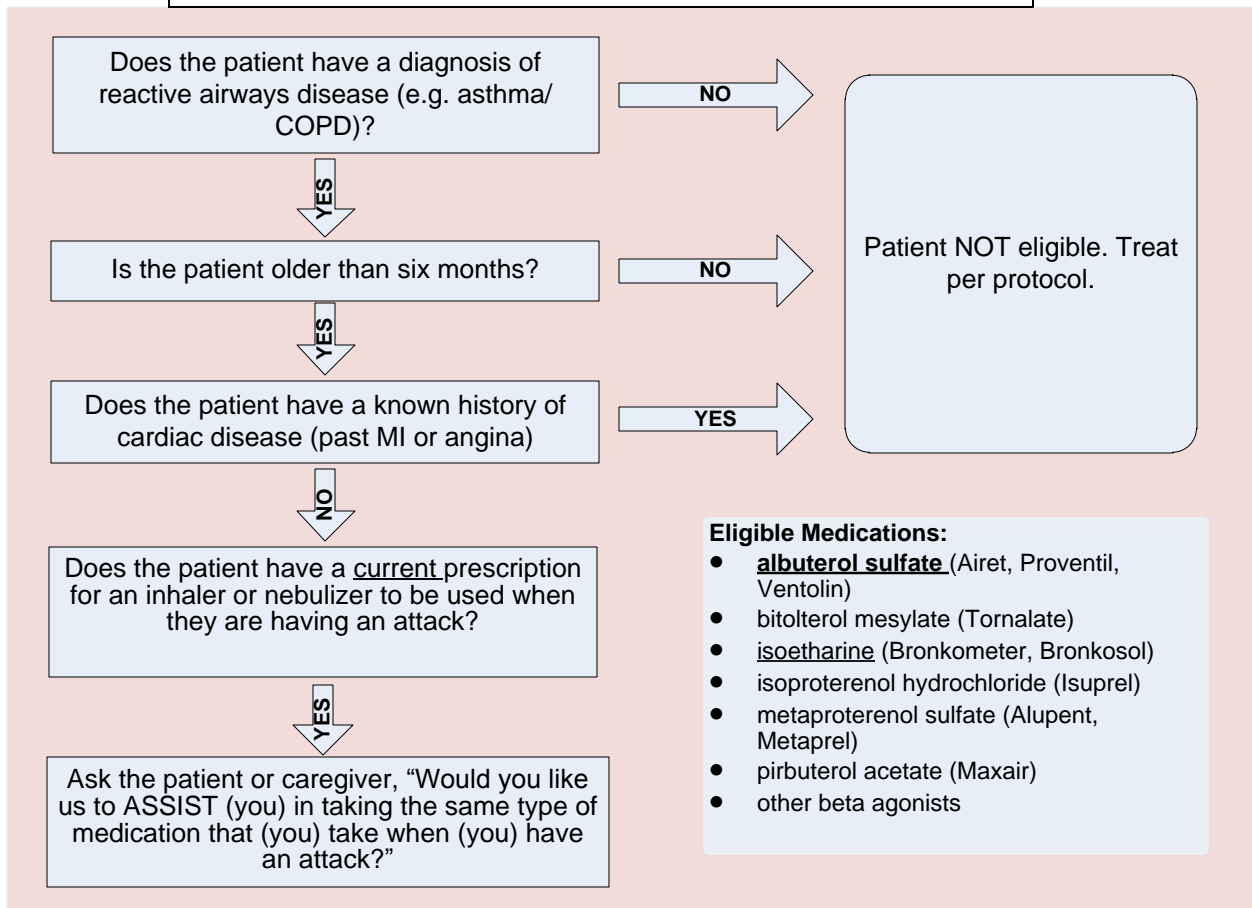 Does the patient have a diagnosis of
reactive airways disease (e.g. asthma/
COPD)?
NO
YES
Is the patient older than six months?
NO
Patient NOT eligible. Treat
per protocol.
YES
Does the patient have a known history of
cardiac disease (past MI or angina)
YES
NO
Does the patient have a current prescription
for an inhaler or nebulizer to be used when
they are having an attack?
YES
Ask the patient or caregiver, “Would you like
us to ASSIST (you) in taking the same type of
medication that (you) take when (you) have
an attack?”
Eligible Medications:
● albuterol sulfate (Airet, Proventil,
Ventolin)
● bitolterol mesylate (Tornalate)
● isoetharine (Bronkometer, Bronkosol)
● isoproterenol hydrochloride (Isuprel)
● metaproterenol sulfate (Alupent,
Metaprel)
● pirbuterol acetate (Maxair)
● other beta agonists